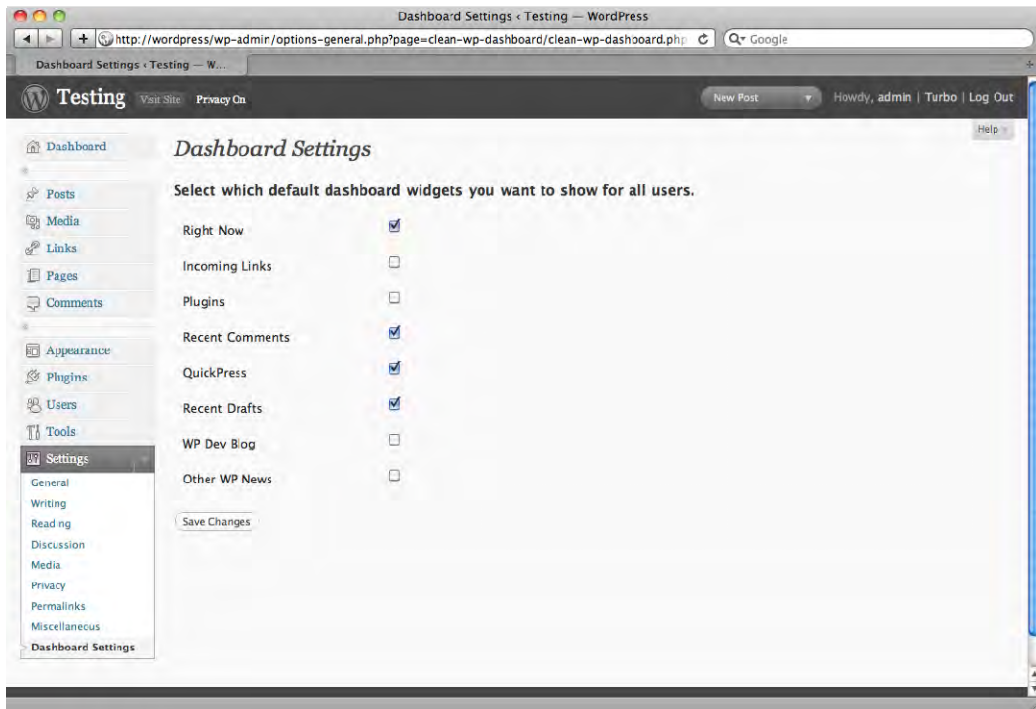 Dashboard Settings ‹ Testing — WordPress
http://wordpress/wp-admin/options-general.php?page=clean-wp-dashboard/clean-wp-dashboard.php
Google
Dashboard Settings ‹ Testing — W...
Testing Visit Site Privacy On New Post Howdy, admin | Turbo | Log Out
Help
Dashboard
Posts
Media
Links
Pages
Comments
Appearance
Plugins
Users
Tools
Settings
General
Writing
Reading
Discussion
Media
Privacy
Permalinks
Miscellaneous
Dashboard Settings
Dashboard Settings
Select which default dashboard widgets you want to show for all users.
Right Now
Incoming Links
Plugins
Recent Comments
QuickPress
Recent Drafts
WP Dev Blog
Other WP News
Save Changes